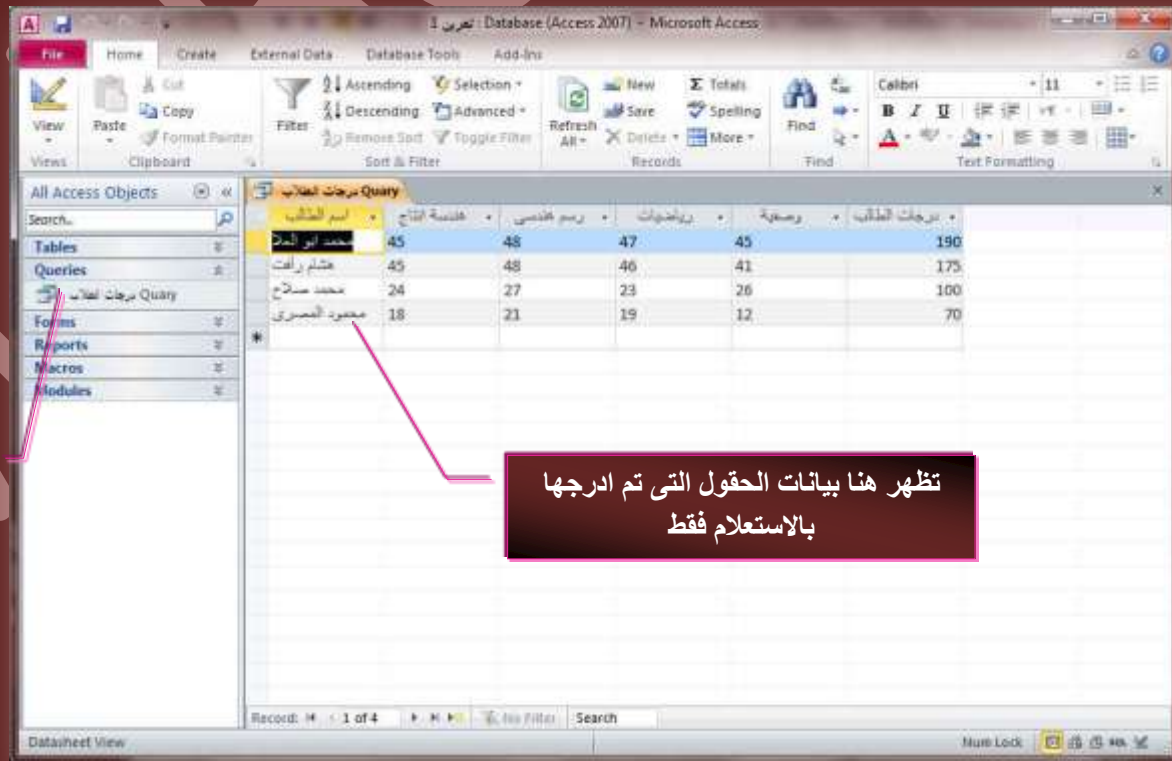 تمرين 1 : Database (Access 2007) - Microsoft Access
File Home Create External Data Database Tools Add-Ins
View Paste Cut Copy Format Painter
Filter Ascending Descending Remove Sort Selection Advanced Toggle Filter
Refresh All New Save Delete Totals Spelling More
Find Calibri 11
B I U A
Views Clipboard Sort & Filter Records Find Text Formatting
All Access Objects
درجات الطلاب Quary
Search..
Tables
Queries
درجات الطلاب Quary
Forms
Reports
Macros
Modules
اسم الطالب هندسة انتاج رسم هندسى رياضيات وصفية درجات الطالب
محمد ابو العلا 45 48 47 45 190
هشام رأفت 45 48 46 41 175
محمد صلاح 24 27 23 26 100
محمود المصرى 18 21 19 12 70
تظهر هنا بيانات الحقول التى تم ادرجها
بالاستعلام فقط
Record: 1 of 4 No Filter Search
Datasheet View Num Lock